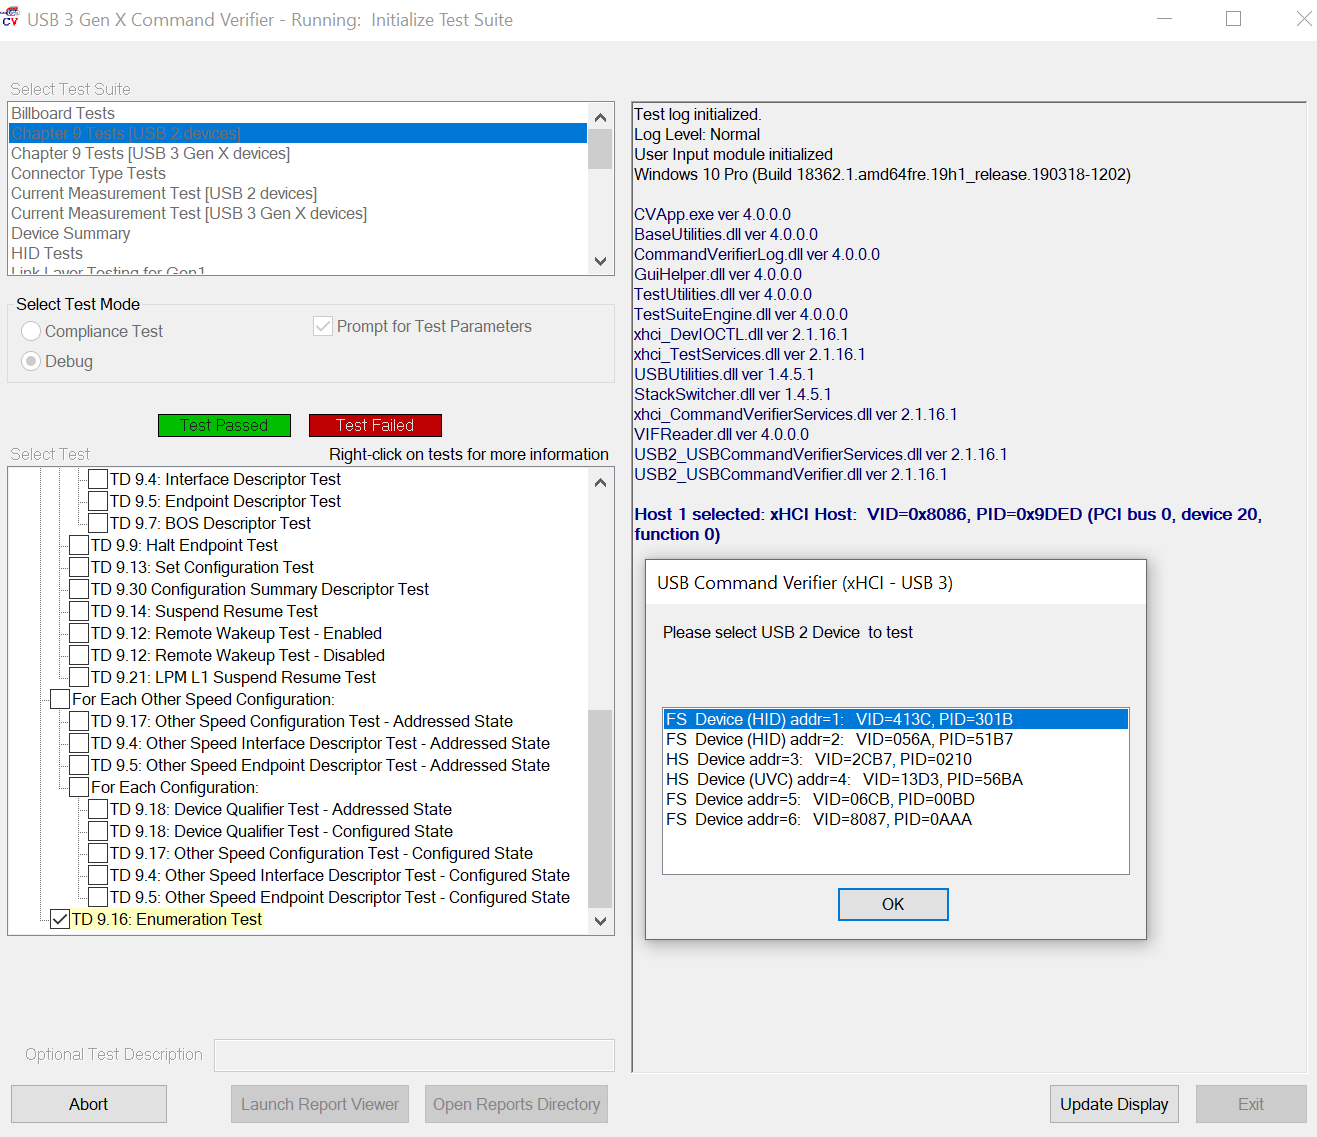 USB 3 Gen X Command Verifier - Running:  Initialize Test Suite
Select Test Suite
Billboard Tests
Chapter 9 Tests [USB 2 devices]
Chapter 9 Tests [USB 3 Gen X devices]
Connector Type Tests
Current Measurement Test [USB 2 devices]
Current Measurement Test [USB 3 Gen X devices]
Device Summary
HID Tests
Link Layer Testing for Gen1
Select Test Mode
Compliance Test
Prompt for Test Parameters
Debug
Test Passed
Test Failed
Select Test
Right-click on tests for more information
TD 9.4: Interface Descriptor Test
TD 9.5: Endpoint Descriptor Test
TD 9.7: BOS Descriptor Test
TD 9.9: Halt Endpoint Test
TD 9.13: Set Configuration Test
TD 9.30 Configuration Summary Descriptor Test
TD 9.14: Suspend Resume Test
TD 9.12: Remote Wakeup Test - Enabled
TD 9.12: Remote Wakeup Test - Disabled
TD 9.21: LPM L1 Suspend Resume Test
For Each Other Speed Configuration:
TD 9.17: Other Speed Configuration Test - Addressed State
TD 9.4: Other Speed Interface Descriptor Test - Addressed State
TD 9.5: Other Speed Endpoint Descriptor Test - Addressed State
For Each Configuration:
TD 9.18: Device Qualifier Test - Addressed State
TD 9.18: Device Qualifier Test - Configured State
TD 9.17: Other Speed Configuration Test - Configured State
TD 9.4: Other Speed Interface Descriptor Test - Configured State
TD 9.5: Other Speed Endpoint Descriptor Test - Configured State
TD 9.16: Enumeration Test
Optional Test Description
Abort
Launch Report Viewer
Open Reports Directory
Test log initialized.
Log Level: Normal
User Input module initialized
Windows 10 Pro (Build 18362.1.amd64fre.19h1_release.190318-1202)
CVApp.exe ver 4.0.0.0
BaseUtilities.dll ver 4.0.0.0
CommandVerifierLog.dll ver 4.0.0.0
GuiHelper.dll ver 4.0.0.0
TestUtilities.dll ver 4.0.0.0
TestSuiteEngine.dll ver 4.0.0.0
xhci_DevIOCTL.dll ver 2.1.16.1
xhci_TestServices.dll ver 2.1.16.1
USBUtilities.dll ver 1.4.5.1
StackSwitcher.dll ver 1.4.5.1
xhci_CommandVerifierServices.dll ver 2.1.16.1
VIFReader.dll ver 4.0.0.0
USB2_USBCommandVerifierServices.dll ver 2.1.16.1
USB2_USBCommandVerifier.dll ver 2.1.16.1
Host 1 selected: xHCI Host:  VID=0x8086, PID=0x9DED (PCI bus 0, device 20,
function 0)
USB Command Verifier (xHCI - USB 3)
Please select USB 2 Device  to test
FS  Device (HID) addr=1:   VID=413C, PID=301B
FS  Device (HID) addr=2:   VID=056A, PID=51B7
HS  Device addr=3:   VID=2CB7, PID=0210
HS  Device (UVC) addr=4:   VID=13D3, PID=56BA
FS  Device addr=5:   VID=06CB, PID=00BD
FS  Device addr=6:   VID=8087, PID=0AAA
OK
Update Display
Exit